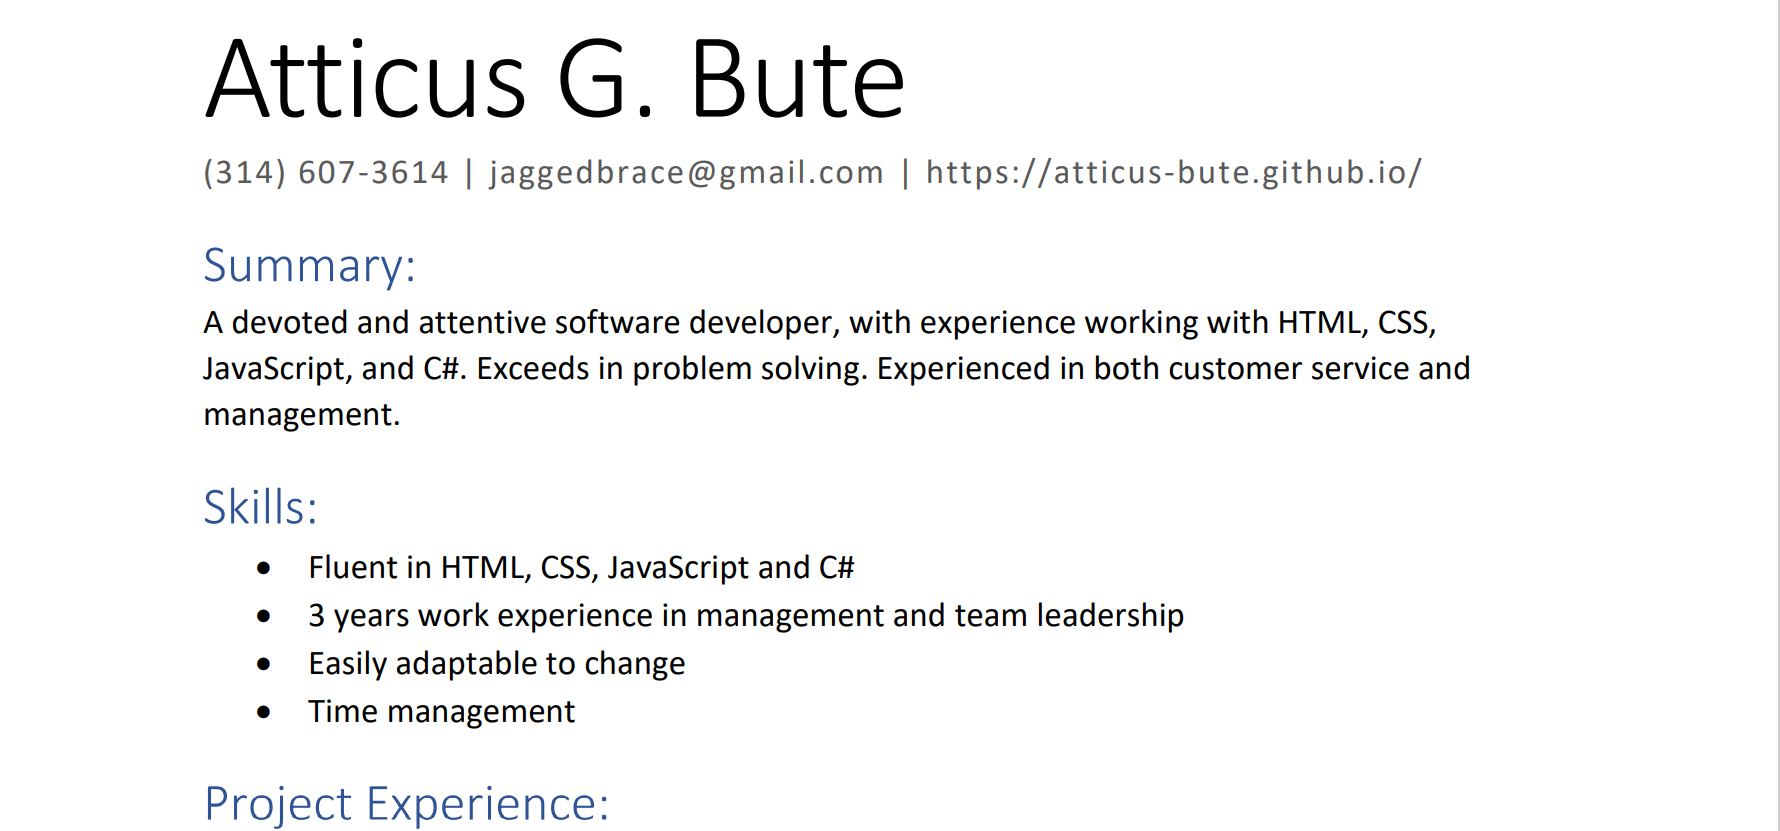 Atticus G. Bute
(314) 607-3614 | jaggedbrace@gmail.com | https://atticus-bute.github.io/
Summary:
A devoted and attentive software developer, with experience working with HTML, CSS,
JavaScript, and C#. Exceeds in problem solving. Experienced in both customer service and
management.
Skills:
• Fluent in HTML, CSS, JavaScript and C#
• 3 years work experience in management and team leadership
• Easily adaptable to change
• Time management
Project Experience: